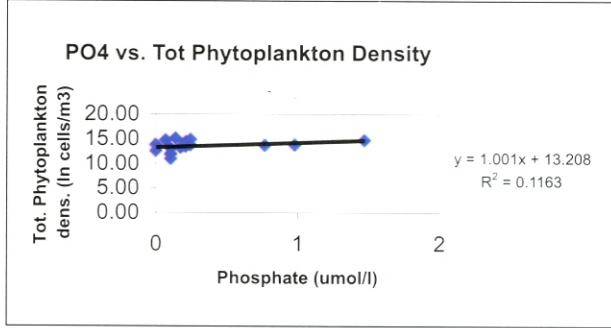 PO4 vs. Tot Phytoplankton Density
Tot. Phytoplankton
dens. (ln cells/m3)
20.00
15.00
10.00
5.00
0.00
0
1
2
Phosphate (umol/l)
y = 1.001x + 13.208
R² = 0.1163